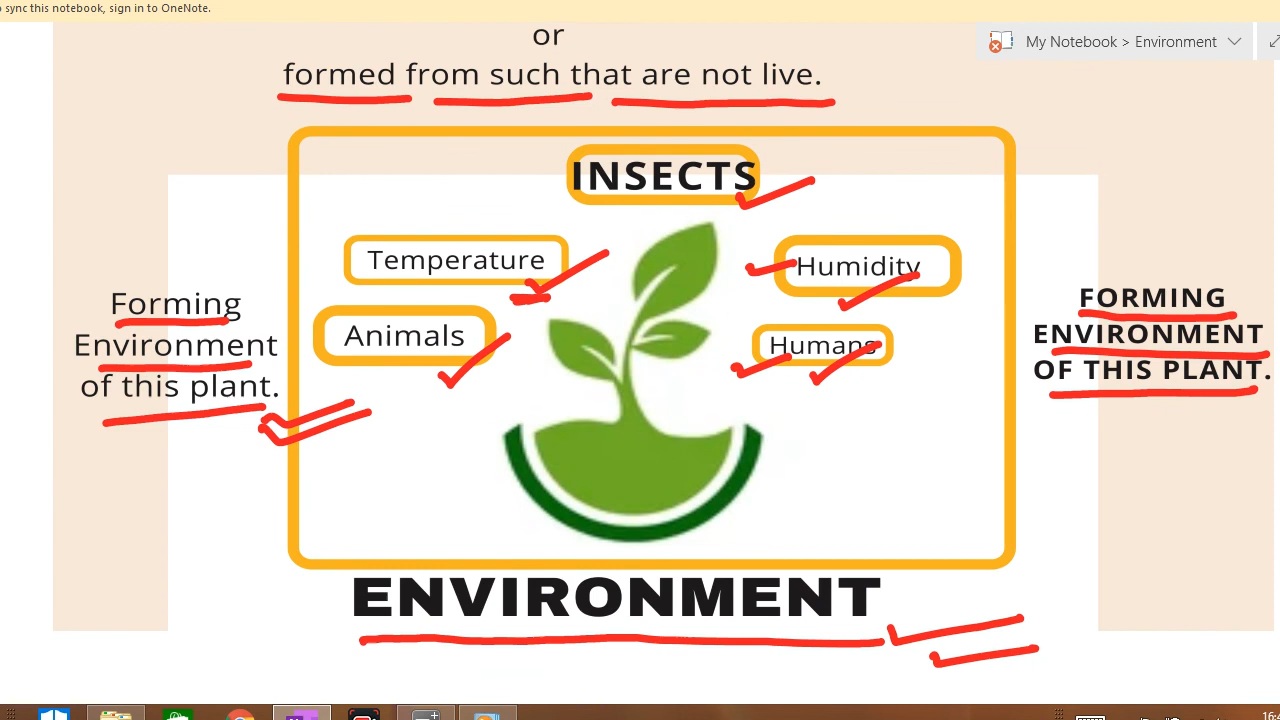 sync this notebook, sign in to OneNote.
My Notebook > Environment
or
formed from such that are not live.
INSECTS
Temperature
Humidity
Animals
Humans
Forming
Environment
of this plant.
FORMING
ENVIRONMENT
OF THIS PLANT.
ENVIRONMENT